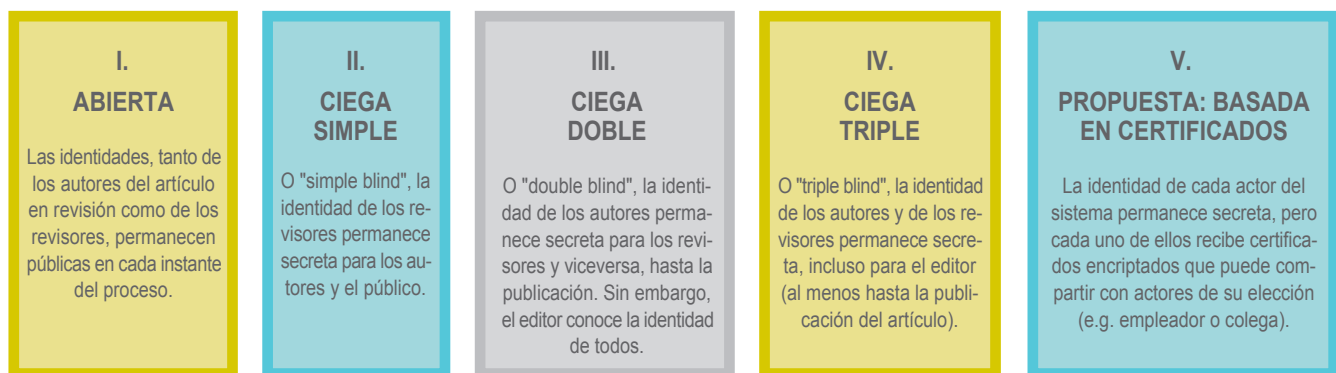 I.
ABIERTA
Las identidades, tanto de
los autores del artículo
en revisión como de los
revisores, permanecen
públicas en cada instante
del proceso.
II.
CIEGA
SIMPLE
O "simple blind", la
identidad de los re-
visores permanece
secreta para los au-
tores y el público.
III.
CIEGA
DOBLE
O "double blind", la identi-
dad de los autores perma-
nece secreta para los revi-
sores y viceversa, hasta la
publicación. Sin embargo,
el editor conoce la identidad
de todos.
IV.
CIEGA
TRIPLE
O "triple blind", la identidad
de los autores y de los re-
visores permanece secre-
ta, incluso para el editor
(al menos hasta la publi-
cación del artículo).
V.
PROPUESTA: BASADA
EN CERTIFICADOS
La identidad de cada actor del
sistema permanece secreta, pero
cada uno de ellos recibe certifica-
dos encriptados que puede com-
partir con actores de su elección
(e.g. empleador o colega).